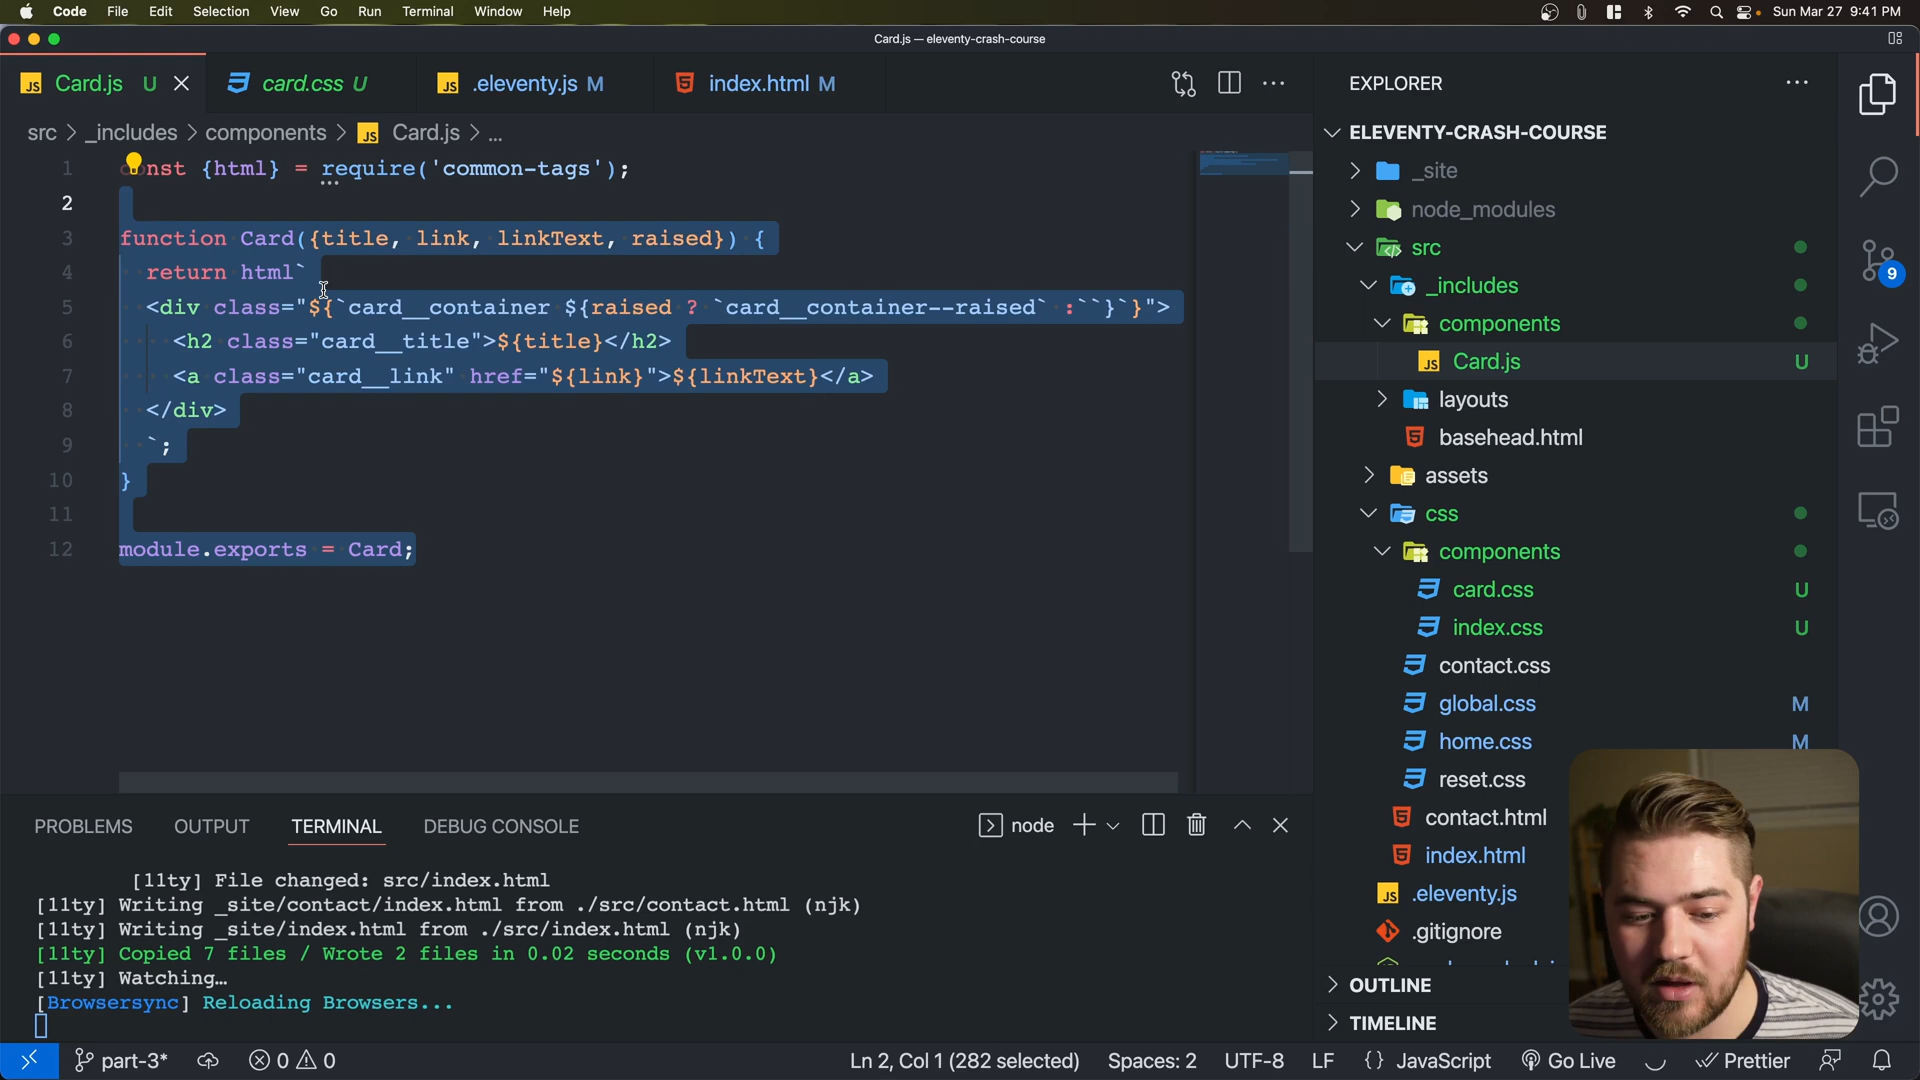 Code File Edit Selection View Go Run Terminal Window Help Sun Mar 27 9:41 PM
Card.js — eleventy-crash-course
JS Card.js U card.css U JS .eleventy.js M index.html M
src > _includes > components > JS Card.js > ...
1 const {html} = require('common-tags');
2
3 function Card({title, link, linkText, raised}) {
4 return html`
5 <div class="${`card__container ${raised ? `card__container--raised` :``}`}">
6 <h2 class="card__title">${title}</h2>
7 <a class="card__link" href="${link}">${linkText}</a>
8 </div>
9 `;
10 }
11
12 module.exports = Card;
PROBLEMS OUTPUT TERMINAL DEBUG CONSOLE node
[11ty] File changed: src/index.html
[11ty] Writing _site/contact/index.html from ./src/contact.html (njk)
[11ty] Writing _site/index.html from ./src/index.html (njk)
[11ty] Copied 7 files / Wrote 2 files in 0.02 seconds (v1.0.0)
[11ty] Watching…
[Browsersync] Reloading Browsers...
EXPLORER
ELEVENTY-CRASH-COURSE
_site
node_modules
src
_includes
components
JS Card.js U
layouts
basehead.html
assets
css
components
card.css U
index.css U
contact.css
global.css M
home.css M
reset.css
contact.html
index.html
JS .eleventy.js
.gitignore
OUTLINE
TIMELINE
9
part-3* 0 0 Ln 2, Col 1 (282 selected) Spaces: 2 UTF-8 LF {} JavaScript Go Live Prettier